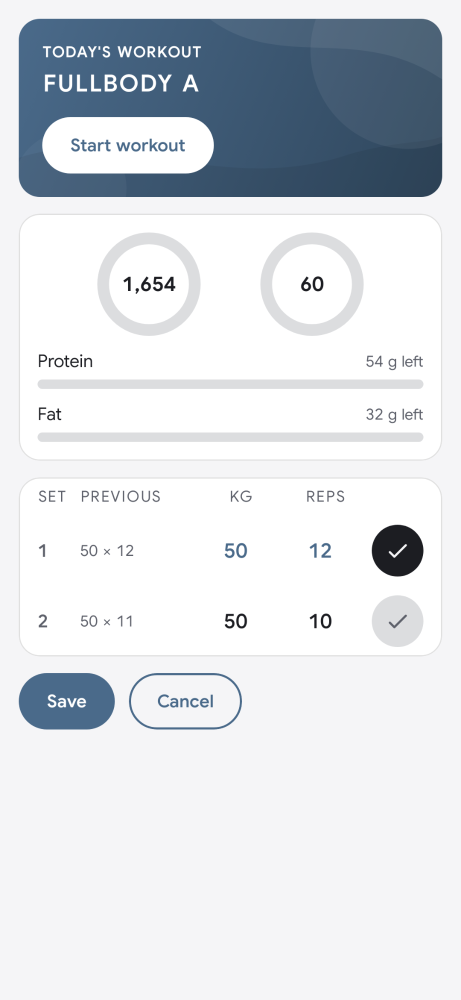 TODAY'S WORKOUT
FULLBODY A
Start workout
1,654 60
Protein 54 g left
Fat 32 g left
SET PREVIOUS KG REPS
1 50 × 12 50 12
2 50 × 11 50 10
Save Cancel